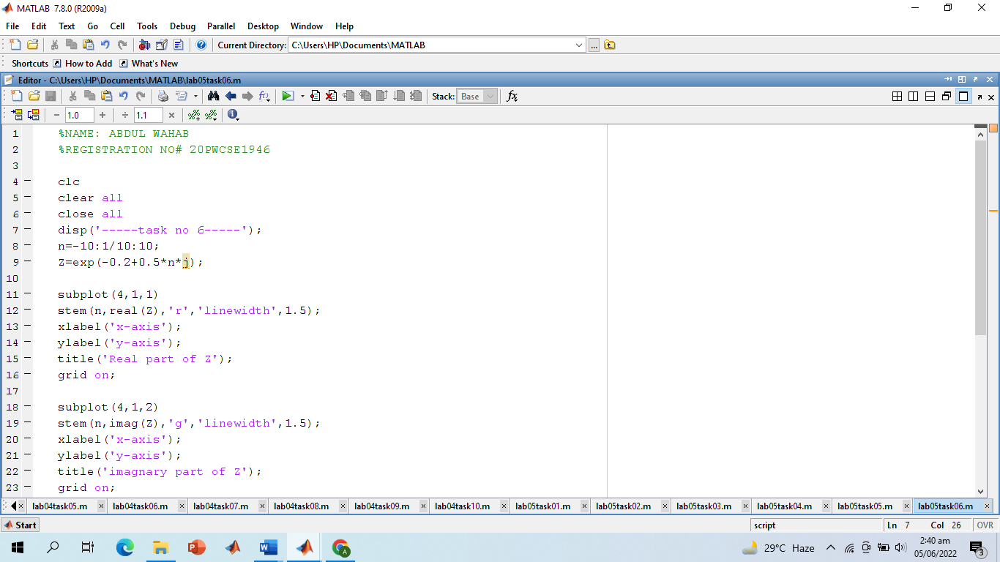 MATLAB 7.8.0 (R2009a)
File Edit Text Go Cell Tools Debug Parallel Desktop Window Help
Current Directory: C:\Users\HP\Documents\MATLAB ...
Shortcuts How to Add What's New
Editor - C:\Users\HP\Documents\MATLAB\lab05task06.m
Stack: Base fx
− 1.0 + ÷ 1.1 ×
1 %NAME: ABDUL WAHAB
2 %REGISTRATION NO# 20PWCSE1946
3
4 clc
5 clear all
6 close all
7 disp('-----task no 6-----');
8 n=-10:1/10:10;
9 Z=exp(-0.2+0.5*n*j);
10
11 subplot(4,1,1)
12 stem(n,real(Z),'r','linewidth',1.5);
13 xlabel('x-axis');
14 ylabel('y-axis');
15 title('Real part of Z');
16 grid on;
17
18 subplot(4,1,2)
19 stem(n,imag(Z),'g','linewidth',1.5);
20 xlabel('x-axis');
21 ylabel('y-axis');
22 title('imagnary part of Z');
23 grid on;
lab04task05.m lab04task06.m lab04task07.m lab04task08.m lab04task09.m lab04task10.m lab05task01.m lab05task02.m lab05task03.m lab05task04.m lab05task05.m lab05task06.m
Start script Ln 7 Col 26 OVR
29°C Haze 2:40 am
05/06/2022 3